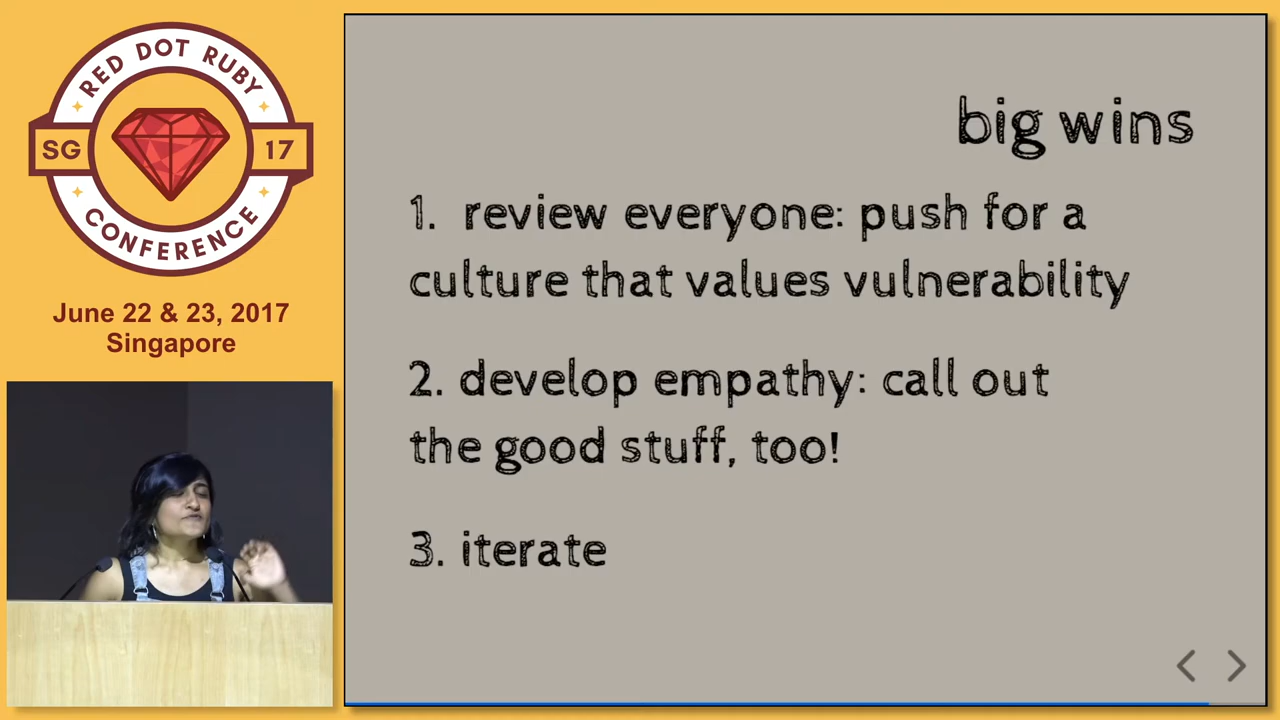 RED DOT RUBY
SG 17
CONFERENCE
June 22 & 23, 2017
Singapore
big wins
1. review everyone: push for a
culture that values vulnerability
2. develop empathy: call out
the good stuff, too!
3. iterate